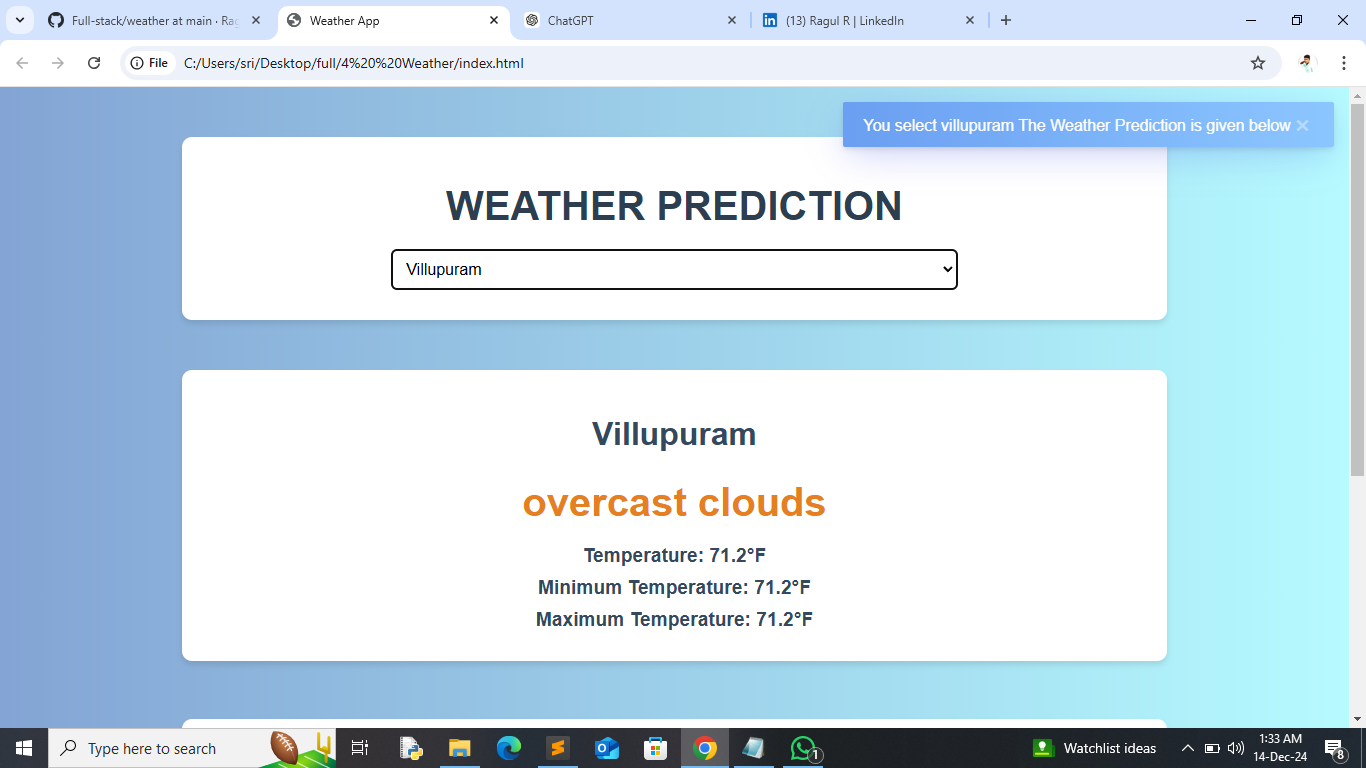 Full-stack/weather at main · Rag
Weather App
ChatGPT
(13) Ragul R | LinkedIn
File
C:/Users/sri/Desktop/full/4%20%20Weather/index.html
You select villupuram The Weather Prediction is given below ×
WEATHER PREDICTION
Villupuram
Villupuram
overcast clouds
Temperature: 71.2°F
Minimum Temperature: 71.2°F
Maximum Temperature: 71.2°F
Type here to search
1
Watchlist ideas
1:33 AM
14-Dec-24
8